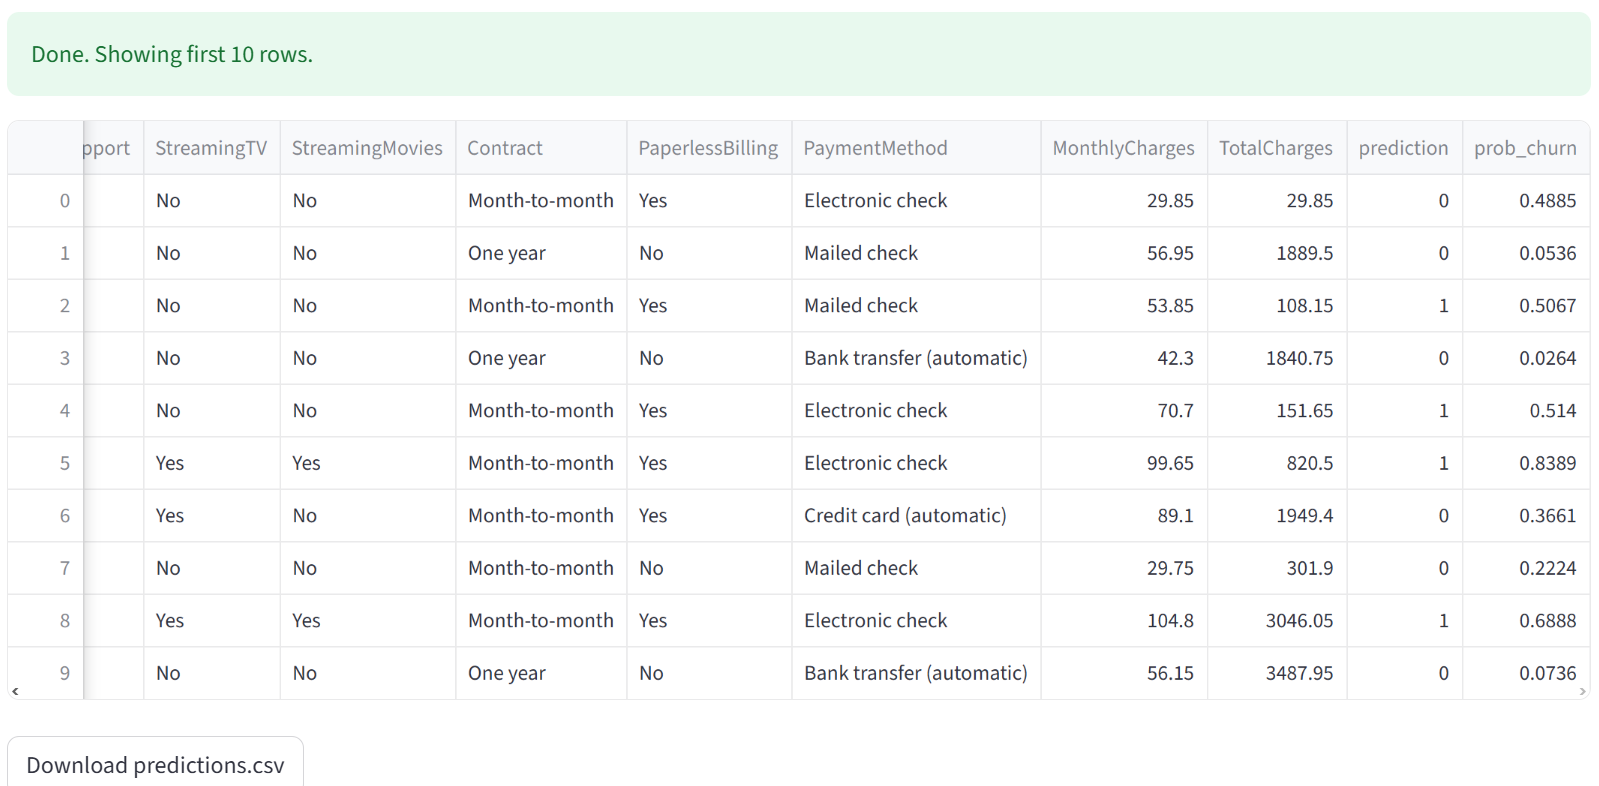 Done. Showing first 10 rows.
pport StreamingTV StreamingMovies Contract PaperlessBilling PaymentMethod MonthlyCharges TotalCharges prediction prob_churn
0 No No Month-to-month Yes Electronic check 29.85 29.85 0 0.4885
1 No No One year No Mailed check 56.95 1889.5 0 0.0536
2 No No Month-to-month Yes Mailed check 53.85 108.15 1 0.5067
3 No No One year No Bank transfer (automatic) 42.3 1840.75 0 0.0264
4 No No Month-to-month Yes Electronic check 70.7 151.65 1 0.514
5 Yes Yes Month-to-month Yes Electronic check 99.65 820.5 1 0.8389
6 Yes No Month-to-month Yes Credit card (automatic) 89.1 1949.4 0 0.3661
7 No No Month-to-month No Mailed check 29.75 301.9 0 0.2224
8 Yes Yes Month-to-month Yes Electronic check 104.8 3046.05 1 0.6888
9 No No One year No Bank transfer (automatic) 56.15 3487.95 0 0.0736
Download predictions.csv